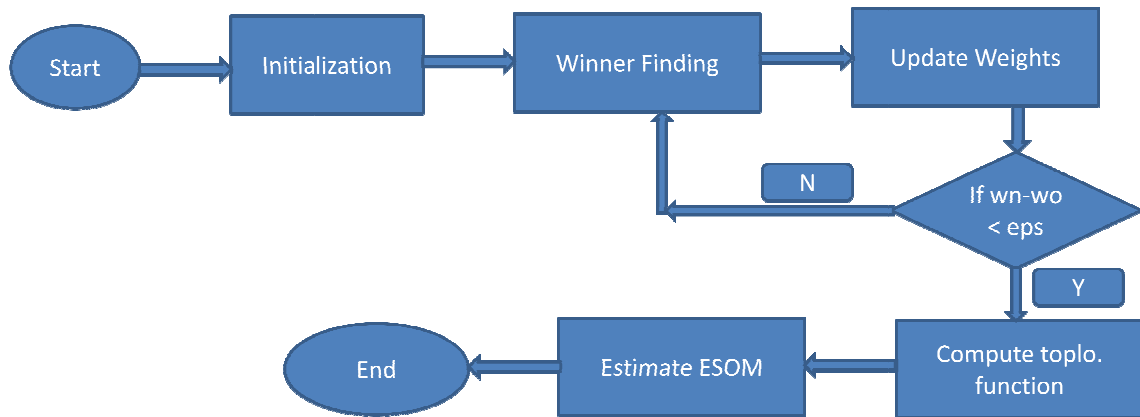 Start
Initialization
Winner Finding
Update Weights
N
If wn-wo
< eps
Y
End
Estimate ESOM
Compute toplo.
function